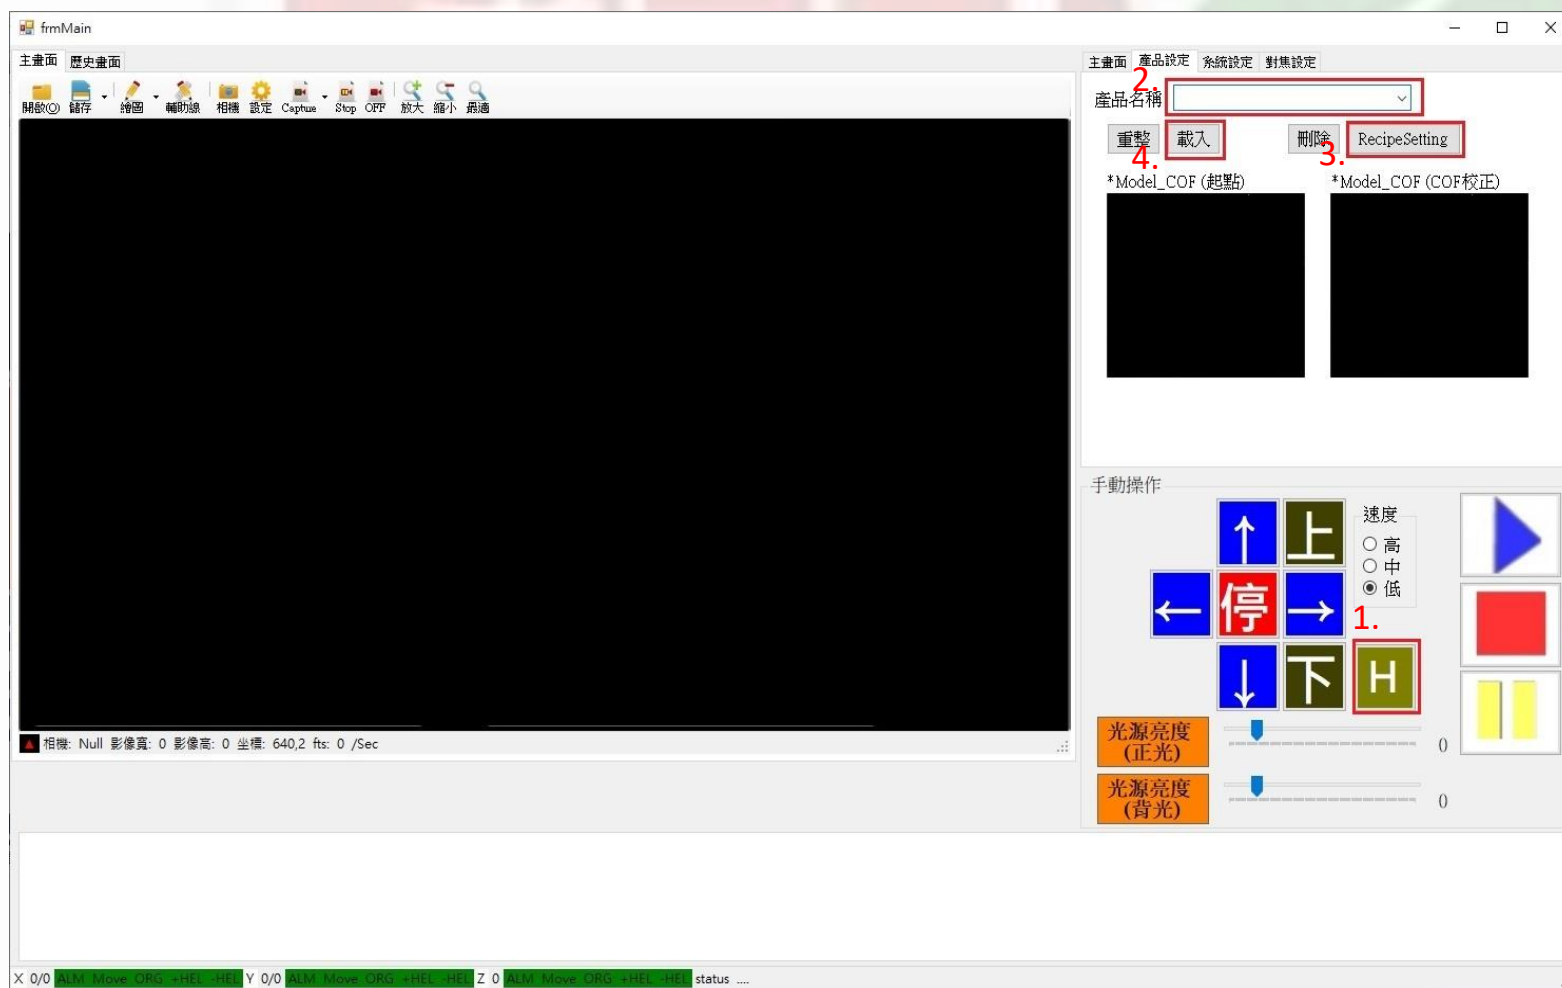 frmMain
主畫面 歷史畫面
開啟(O) 儲存 繪圖 輔助線 相機 設定 Capture Stop OFF 放大 縮小 最適
相機: Null 影像寬: 0 影像高: 0 坐標: 640,2 fts: 0 /Sec
主畫面 產品設定 系統設定 對焦設定
2.
產品名稱
重整 載入 刪除 RecipeSetting
4. 3.
*Model_COF (起點) *Model_COF (COF校正)
手動操作
↑ 上
速度
高
中
低
← 停 →
1.
↓ 下 H
光源亮度
(正光)
0
光源亮度
(背光)
0
X 0/0 ALM Move ORG +HEL -HEL Y 0/0 ALM Move ORG +HEL -HEL Z 0 ALM Move ORG +HEL -HEL status ....